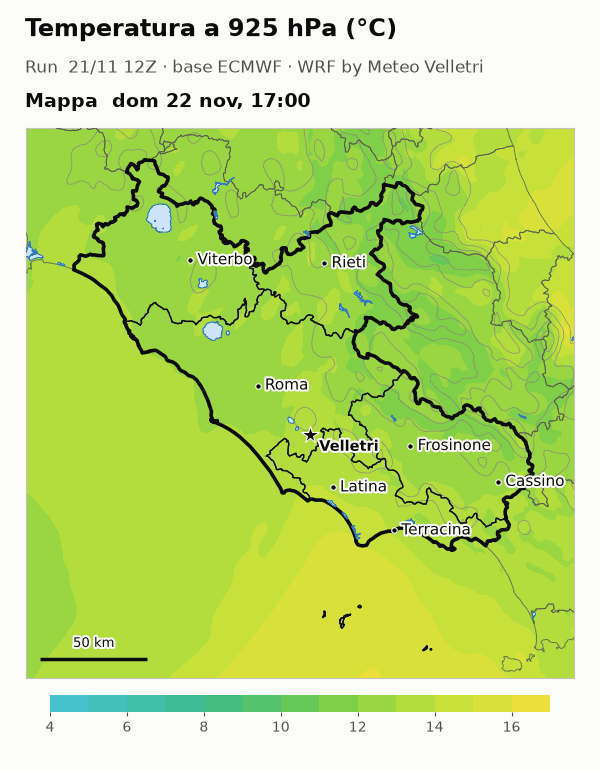 Temperatura a 925 hPa (°C)
Run  21/11 12Z · base ECMWF · WRF by Meteo Velletri
Mappa  dom 22 nov, 17:00
Viterbo
Rieti
Roma
Velletri
Frosinone
Cassino
Latina
Terracina
50 km
4 6 8 10 12 14 16